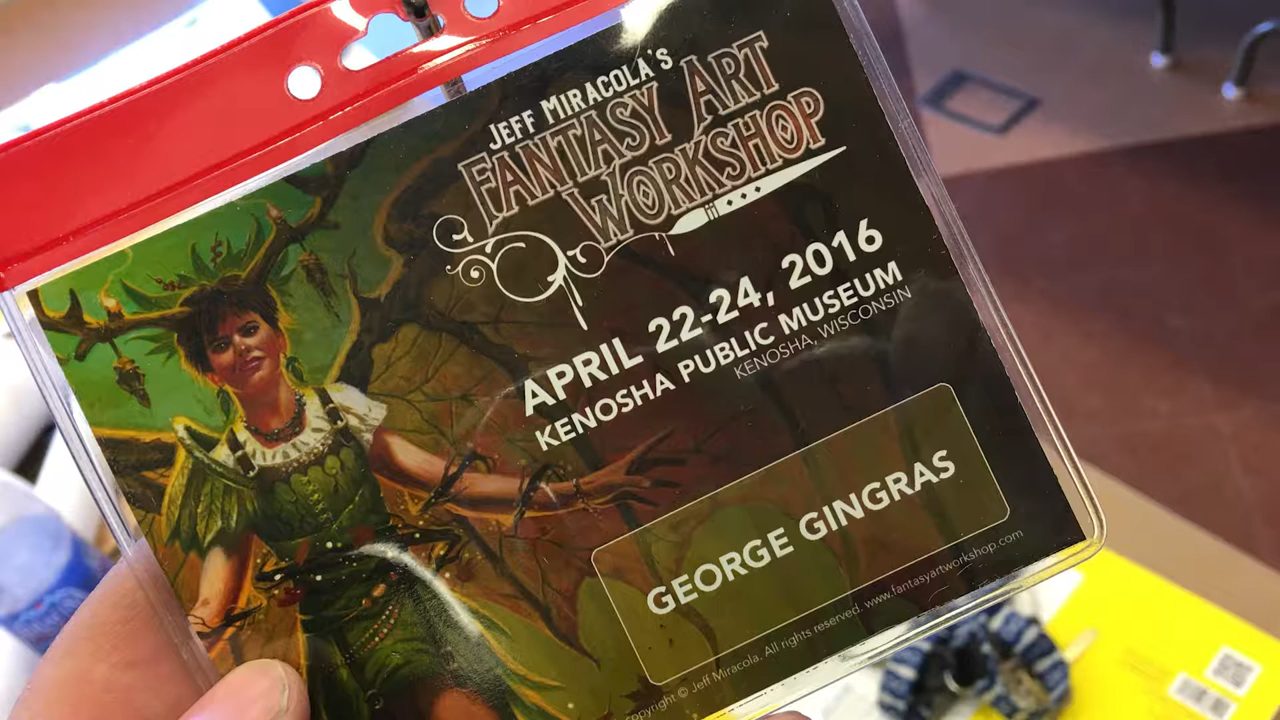 JEFF MIRACOLA'S
FANTASY ART
WORKSHOP
APRIL 22-24, 2016
KENOSHA PUBLIC MUSEUM
KENOSHA, WISCONSIN
GEORGE GINGRAS
copyright © Jeff Miracola. All rights reserved. www.fantasyartworkshop.com